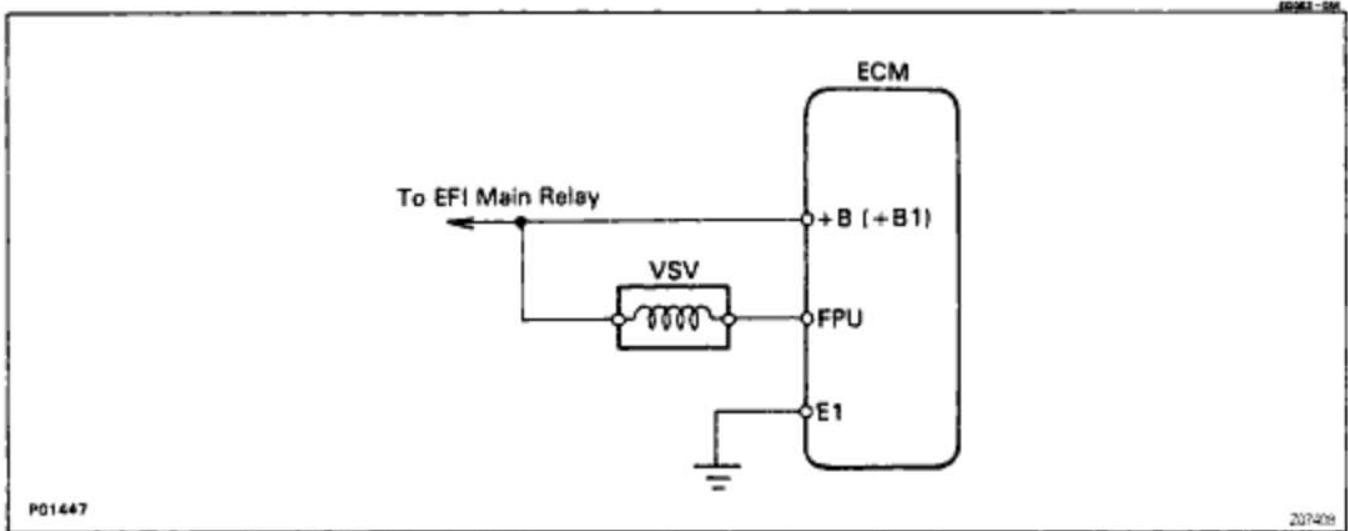 ECM
To EFI Main Relay
+B (+B1)
VSV
FPU
E1
P01447
Z07409